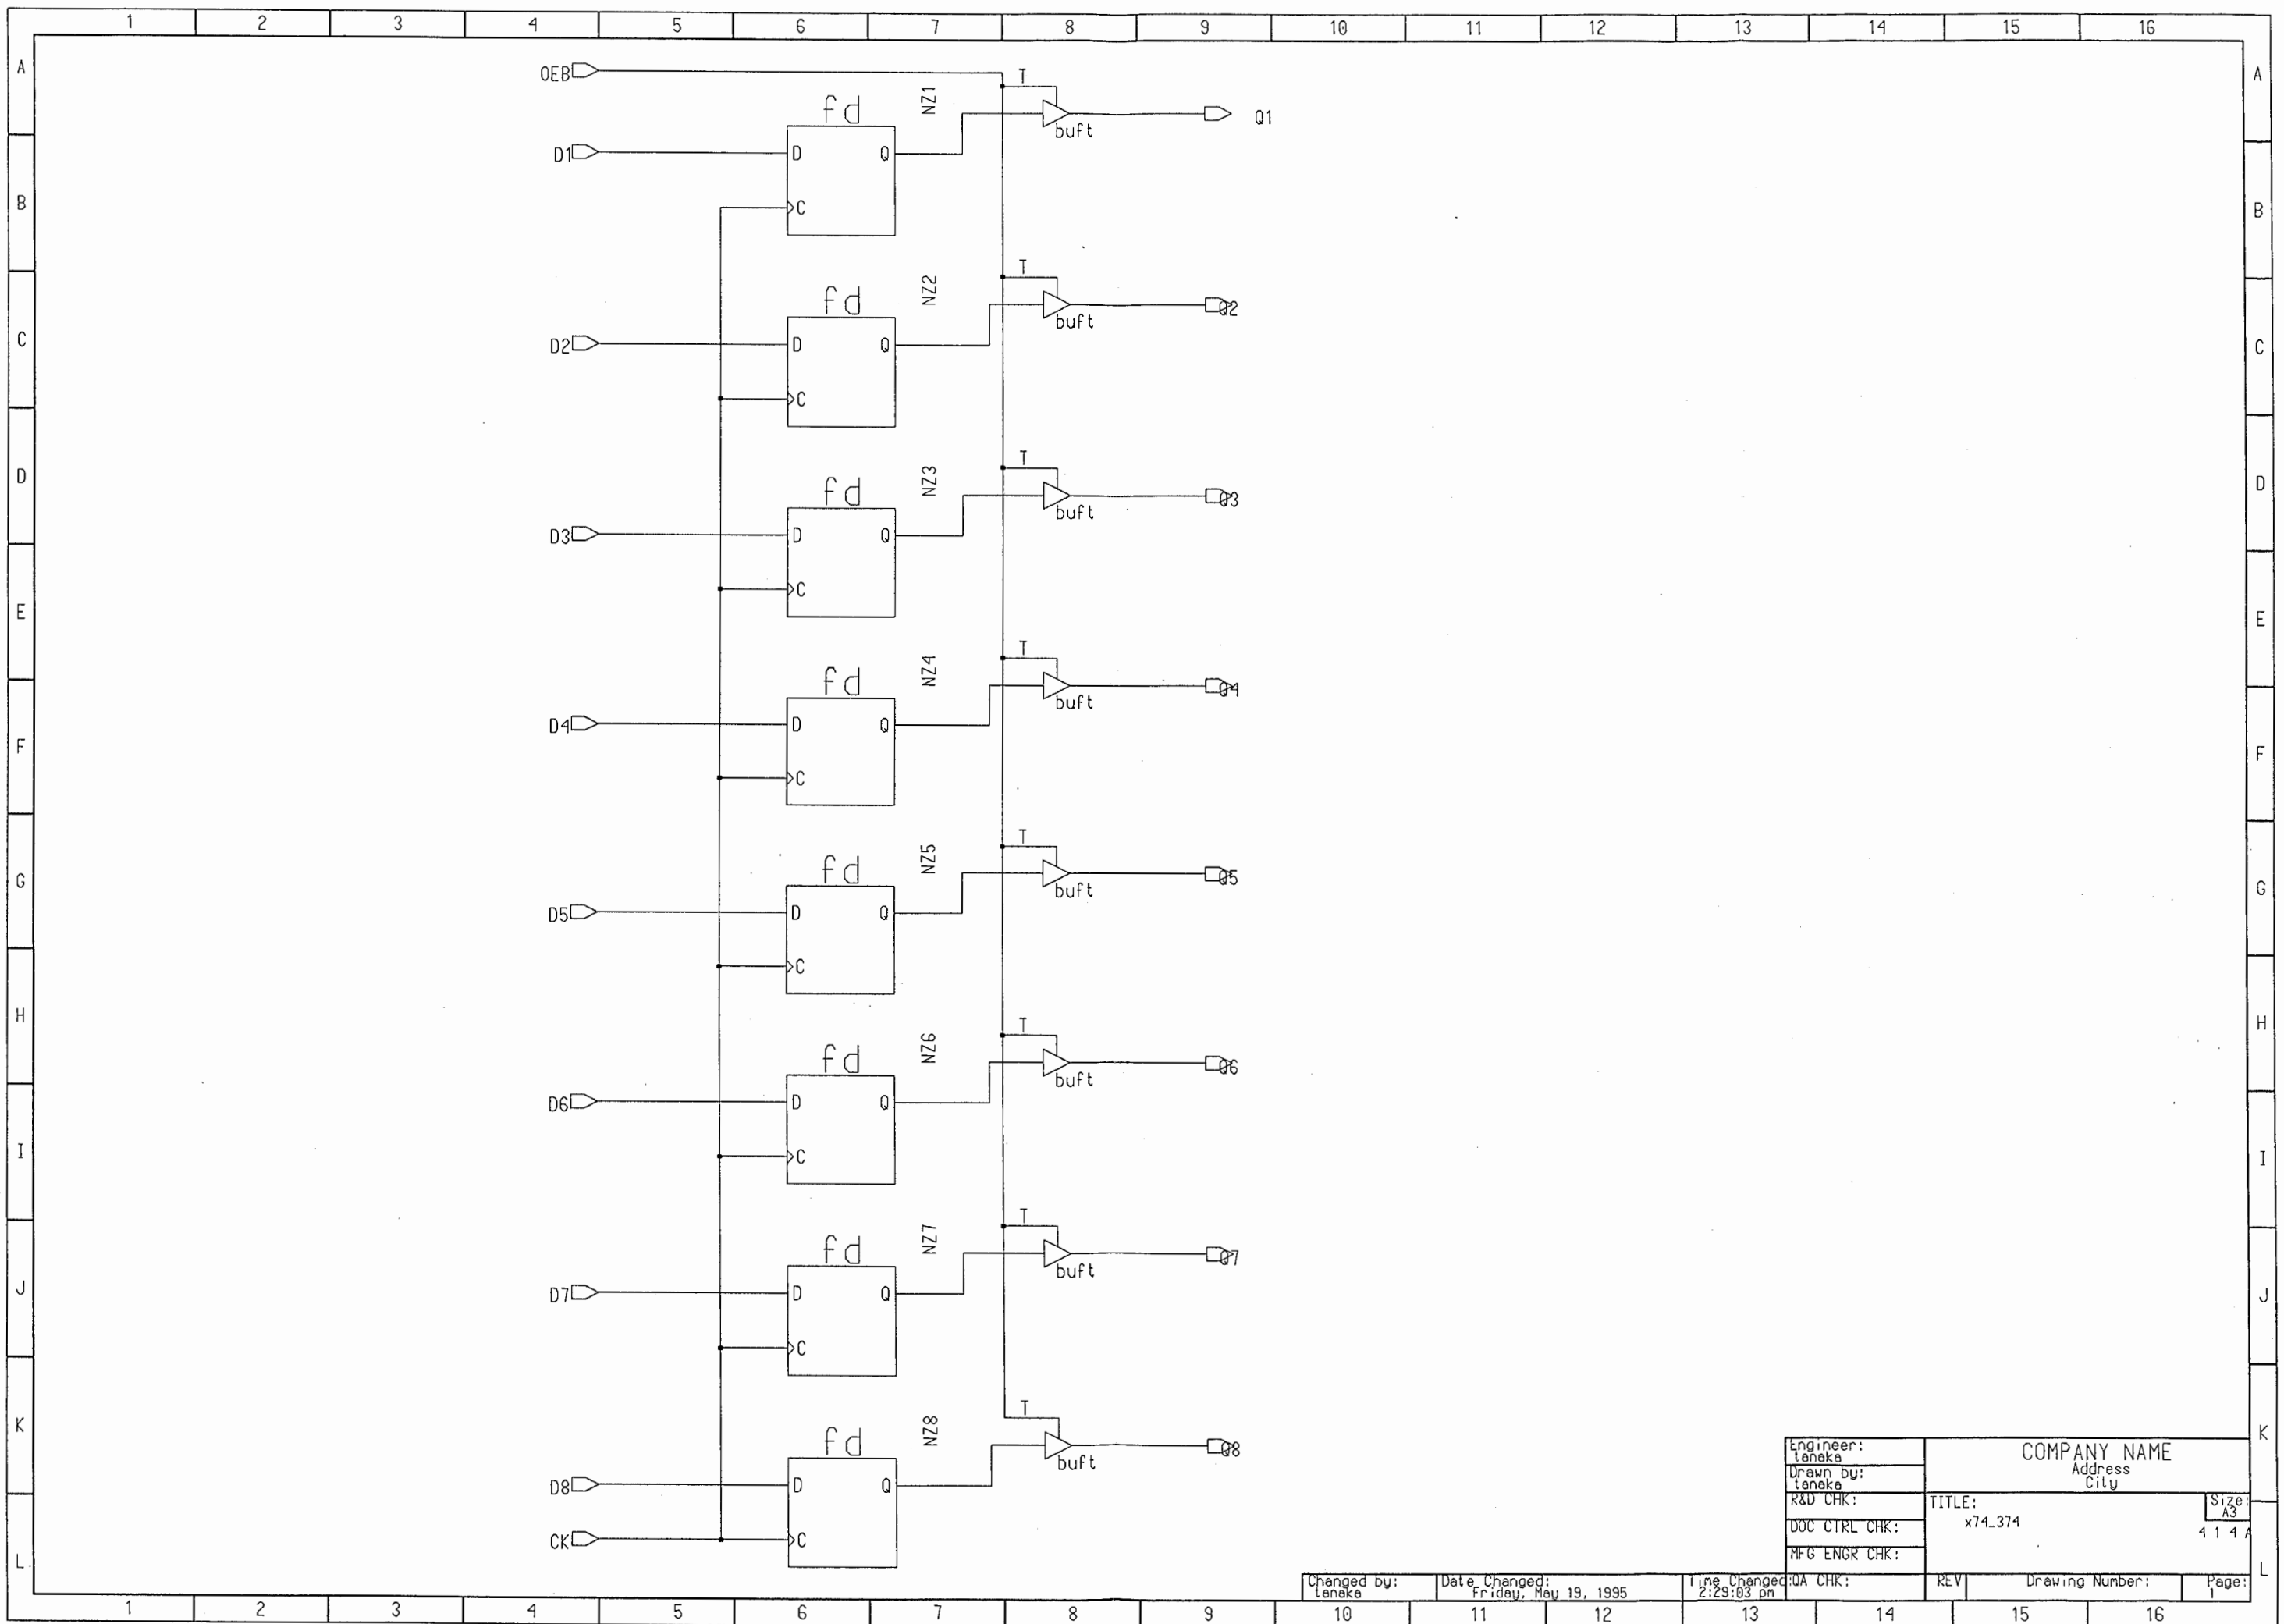 1 2 3 4 5 6 7 8 9 10 11 12 13 14 15 16
A A
OEB T
fd NZ1
buft Q1
D1 D Q
B B
C
T
fd NZ2
buft Q2
C C
D2 D Q
C
T
D D
fd NZ3
buft Q3
D3 D Q
C
E E
T
fd NZ4
buft Q4
D4 D Q
F F
C
T
fd NZ5
buft Q5
G G
D5 D Q
C
H H
T
fd NZ6
buft Q6
D6 D Q
I I
C
T
fd NZ7
buft Q7
J J
D7 D Q
C
T
K K
fd NZ8
buft Q8
D8 D Q
CK C
L L
Engineer:
tanaka
Drawn by:
tanaka
R&D CHK:
DOC CTRL CHK:
MFG ENGR CHK:
QA CHK:
COMPANY NAME
Address
City
TITLE:
x74_374
Size:
A3
4 1 4 A
Changed by:
tanaka
Date Changed:
Friday, May 19, 1995
Time Changed:
2:29:03 pm
REV
Drawing Number:
Page:
1
1 2 3 4 5 6 7 8 9 10 11 12 13 14 15 16